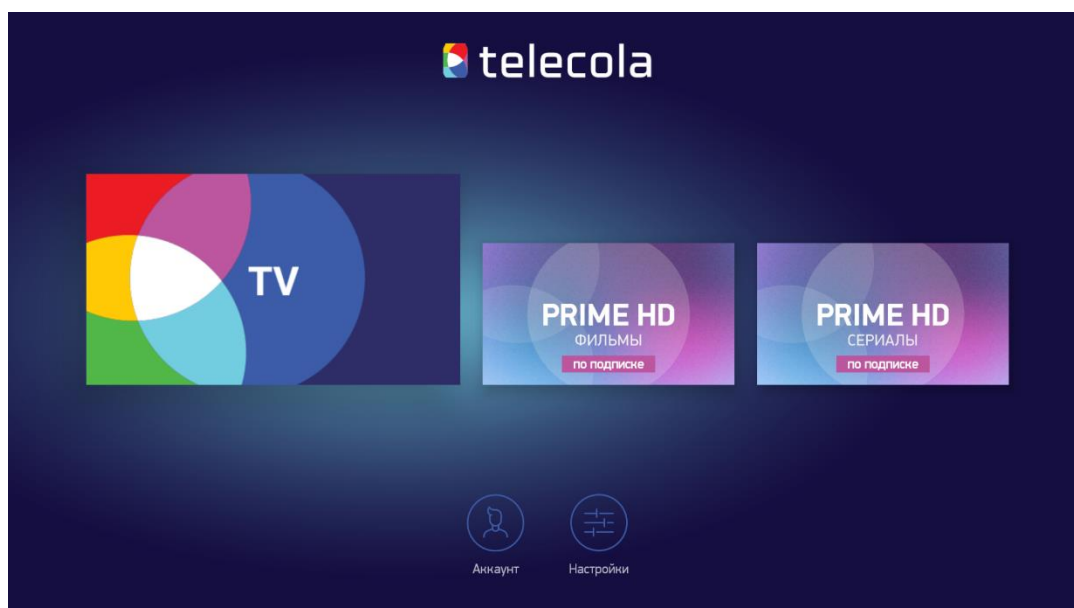 telecola
TV
PRIME HD
ФИЛЬМЫ
по подписке
PRIME HD
СЕРИАЛЫ
по подписке
Аккаунт
Настройки